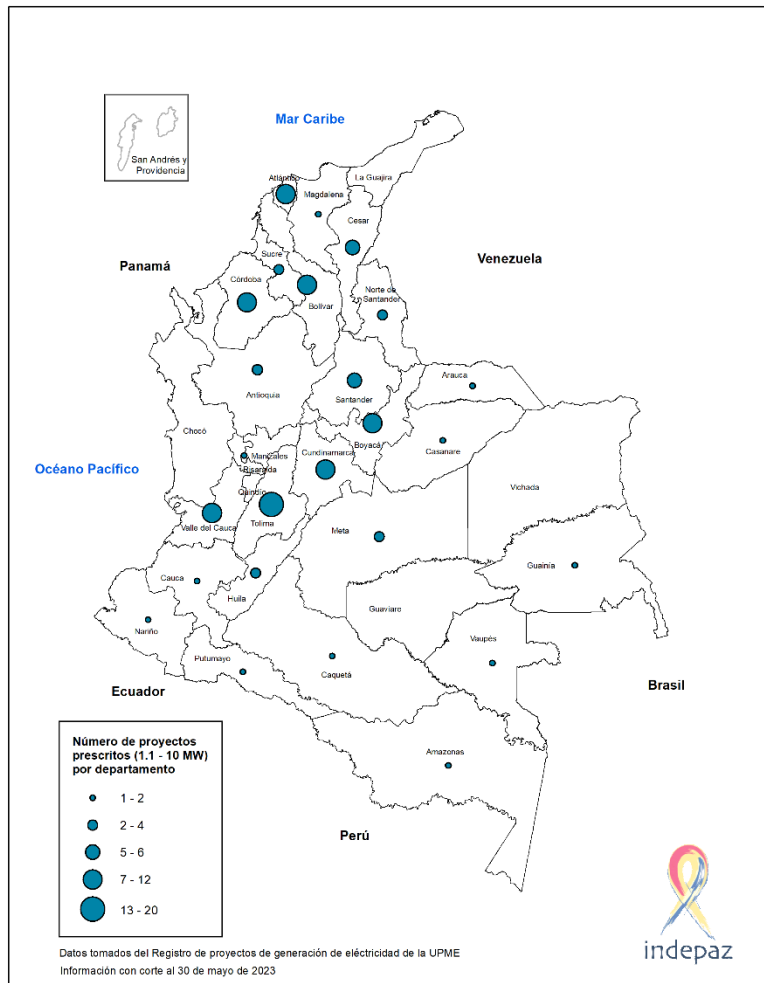 Mar Caribe
San Andrés y
Providencia
Atlántico
La Guajira
Magdalena
Cesar
Panamá
Venezuela
Sucre
Córdoba
Bolívar
Norte de
Santander
Arauca
Antioquia
Santander
Chocó
Boyacá
Casanare
Manizales
Cundinamarca
Risaralda
Océano Pacífico
Vichada
Quindío
Valle del Cauca
Tolima
Meta
Guainía
Cauca
Huila
Guaviare
Nariño
Vaupés
Putumayo
Caquetá
Ecuador
Brasil
Número de proyectos
prescritos (1.1 - 10 MW)
por departamento
1 - 2
2 - 4
5 - 6
7 - 12
13 - 20
Amazonas
Perú
indepaz
Datos tomados del Registro de proyectos de generación de eléctricidad de la UPME
Información con corte al 30 de mayo de 2023